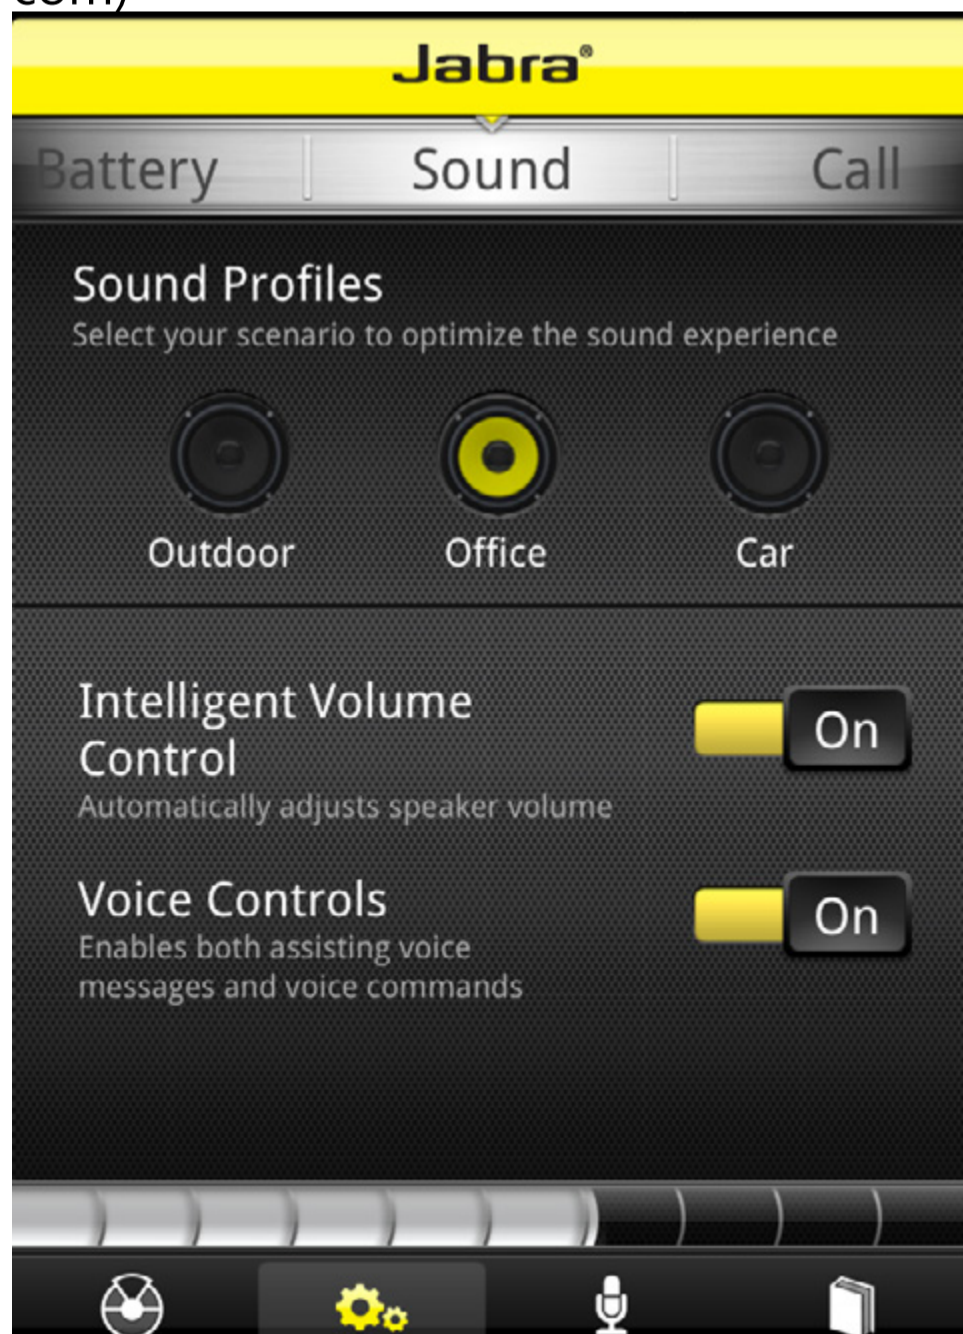 com)
Jabra®
Battery Sound Call
Sound Profiles
Select your scenario to optimize the sound experience
Outdoor Office Car
Intelligent Volume
Control
On
Automatically adjusts speaker volume
Voice Controls
On
Enables both assisting voice
messages and voice commands